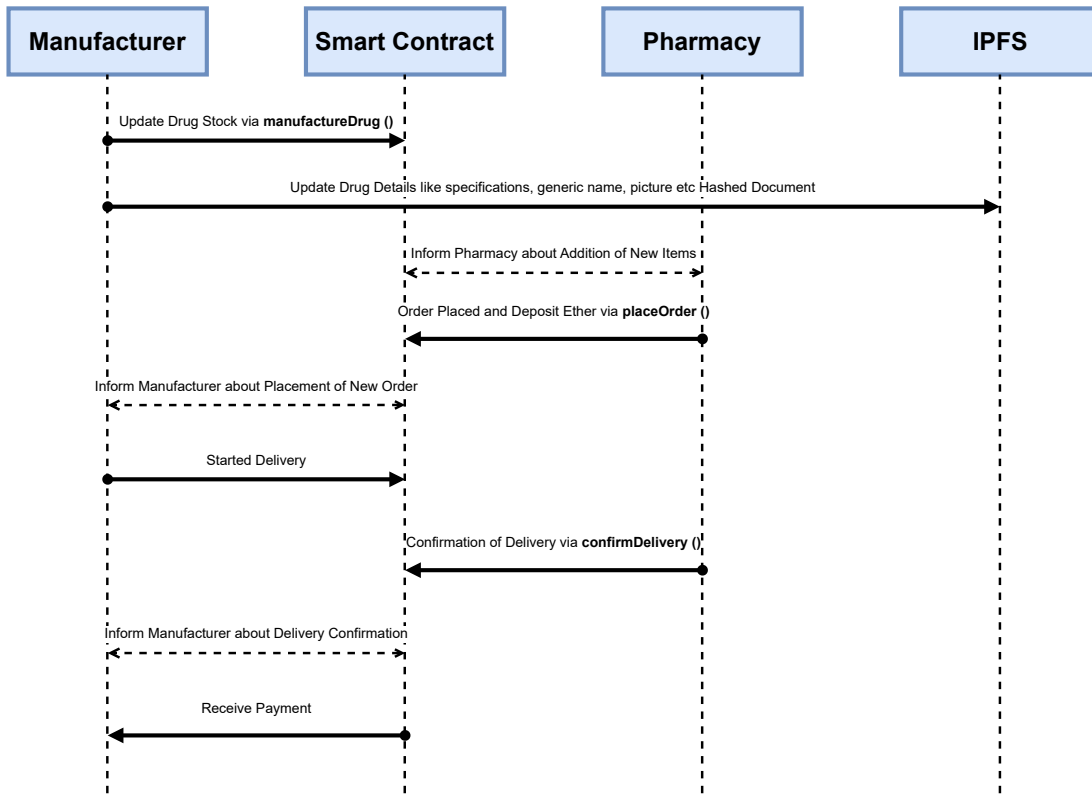 Manufacturer
Smart Contract
Pharmacy
IPFS
Update Drug Stock via manufactureDrug ()
Update Drug Details like specifications, generic name, picture etc Hashed Document
Inform Pharmacy about Addition of New Items
Order Placed and Deposit Ether via placeOrder ()
Inform Manufacturer about Placement of New Order
Started Delivery
Confirmation of Delivery via confirmDelivery ()
Inform Manufacturer about Delivery Confirmation
Receive Payment